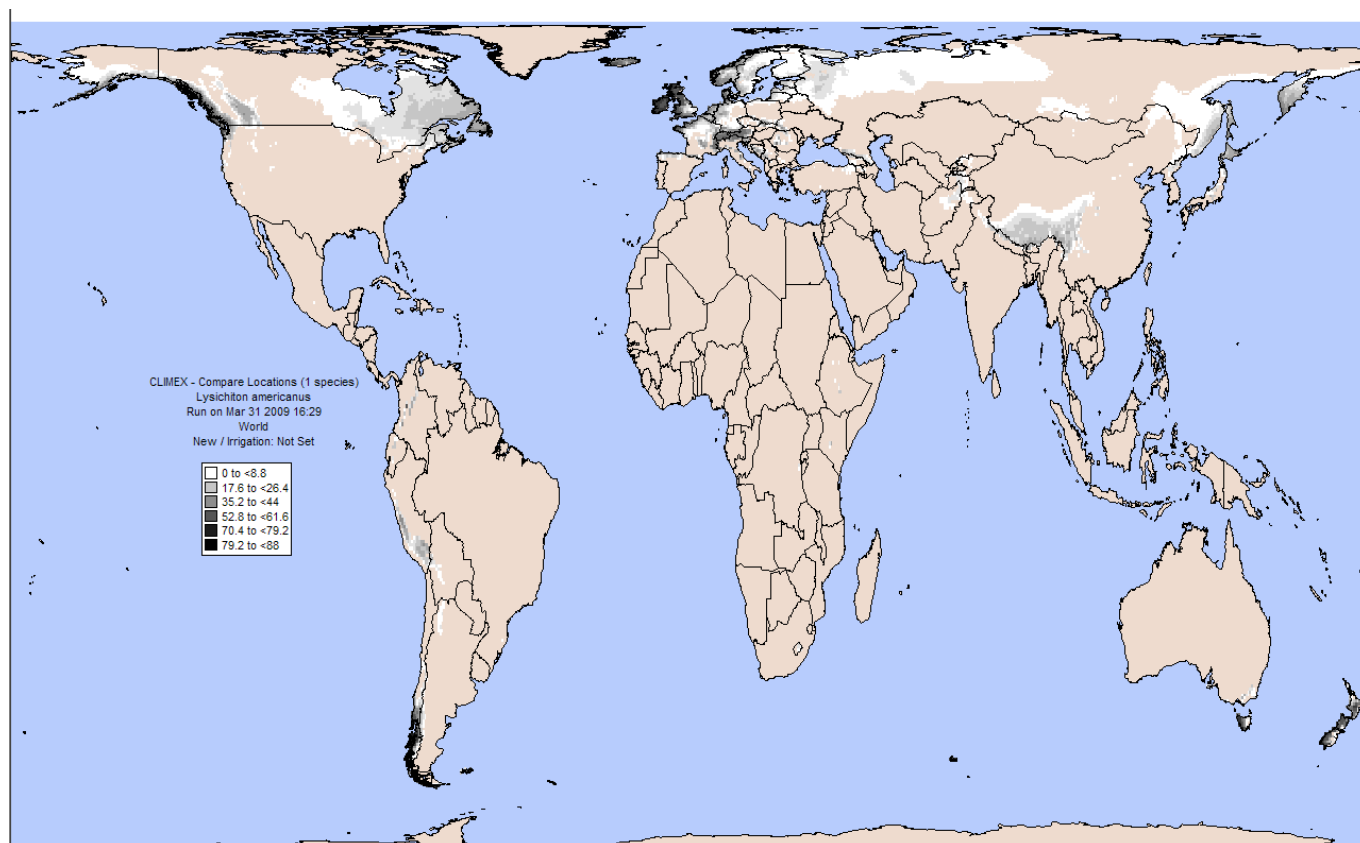 CLIMEX - Compare Locations (1 species)
Lysichiton americanus
Run on Mar 31 2009 16:29
World
New / Irrigation: Not Set
0 to <8.8
17.6 to <26.4
35.2 to <44
52.8 to <61.6
70.4 to <79.2
79.2 to <88